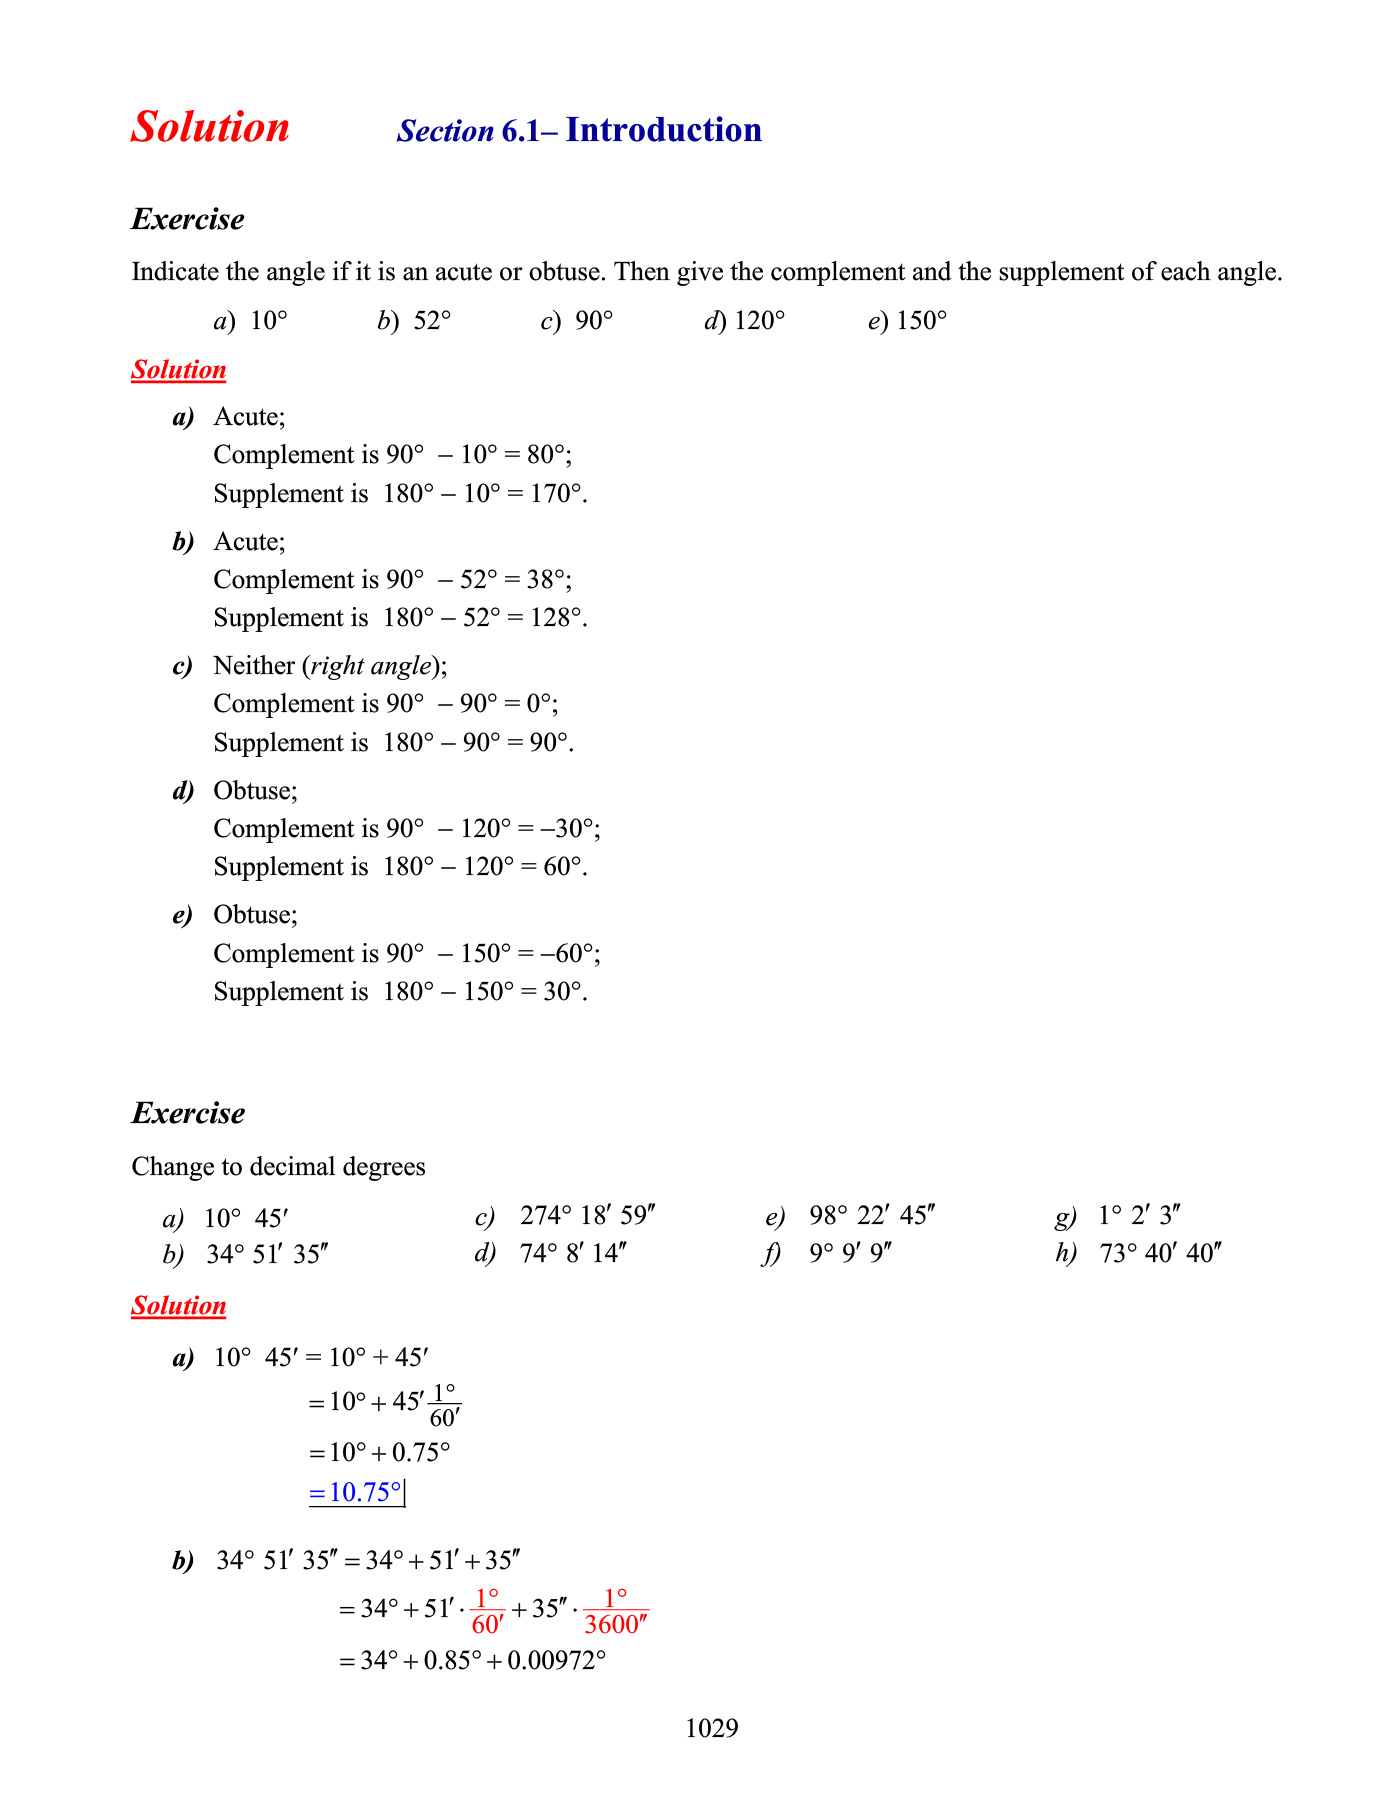 Solution Section 6.1– Introduction
Exercise
Indicate the angle if it is an acute or obtuse. Then give the complement and the supplement of each angle.
a) 10° b) 52° c) 90° d) 120° e) 150°
Solution
a) Acute;
Complement is 90° – 10° = 80°;
Supplement is 180° – 10° = 170°.
b) Acute;
Complement is 90° – 52° = 38°;
Supplement is 180° – 52° = 128°.
c) Neither (right angle);
Complement is 90° – 90° = 0°;
Supplement is 180° – 90° = 90°.
d) Obtuse;
Complement is 90° – 120° = –30°;
Supplement is 180° – 120° = 60°.
e) Obtuse;
Complement is 90° – 150° = –60°;
Supplement is 180° – 150° = 30°.
Exercise
Change to decimal degrees
a) 10° 45′ c) 274° 18′ 59″ e) 98° 22′ 45″ g) 1° 2′ 3″
b) 34° 51′ 35″ d) 74° 8′ 14″ f) 9° 9′ 9″ h) 73° 40′ 40″
Solution
a) 10° 45′ = 10° + 45′
= 10° + 45′ 1°/60′
= 10° + 0.75°
= 10.75°|
b) 34° 51′ 35″ = 34° + 51′ + 35″
= 34° + 51′ · 1°/60′ + 35″ · 1°/3600″
= 34° + 0.85° + 0.00972°
1029